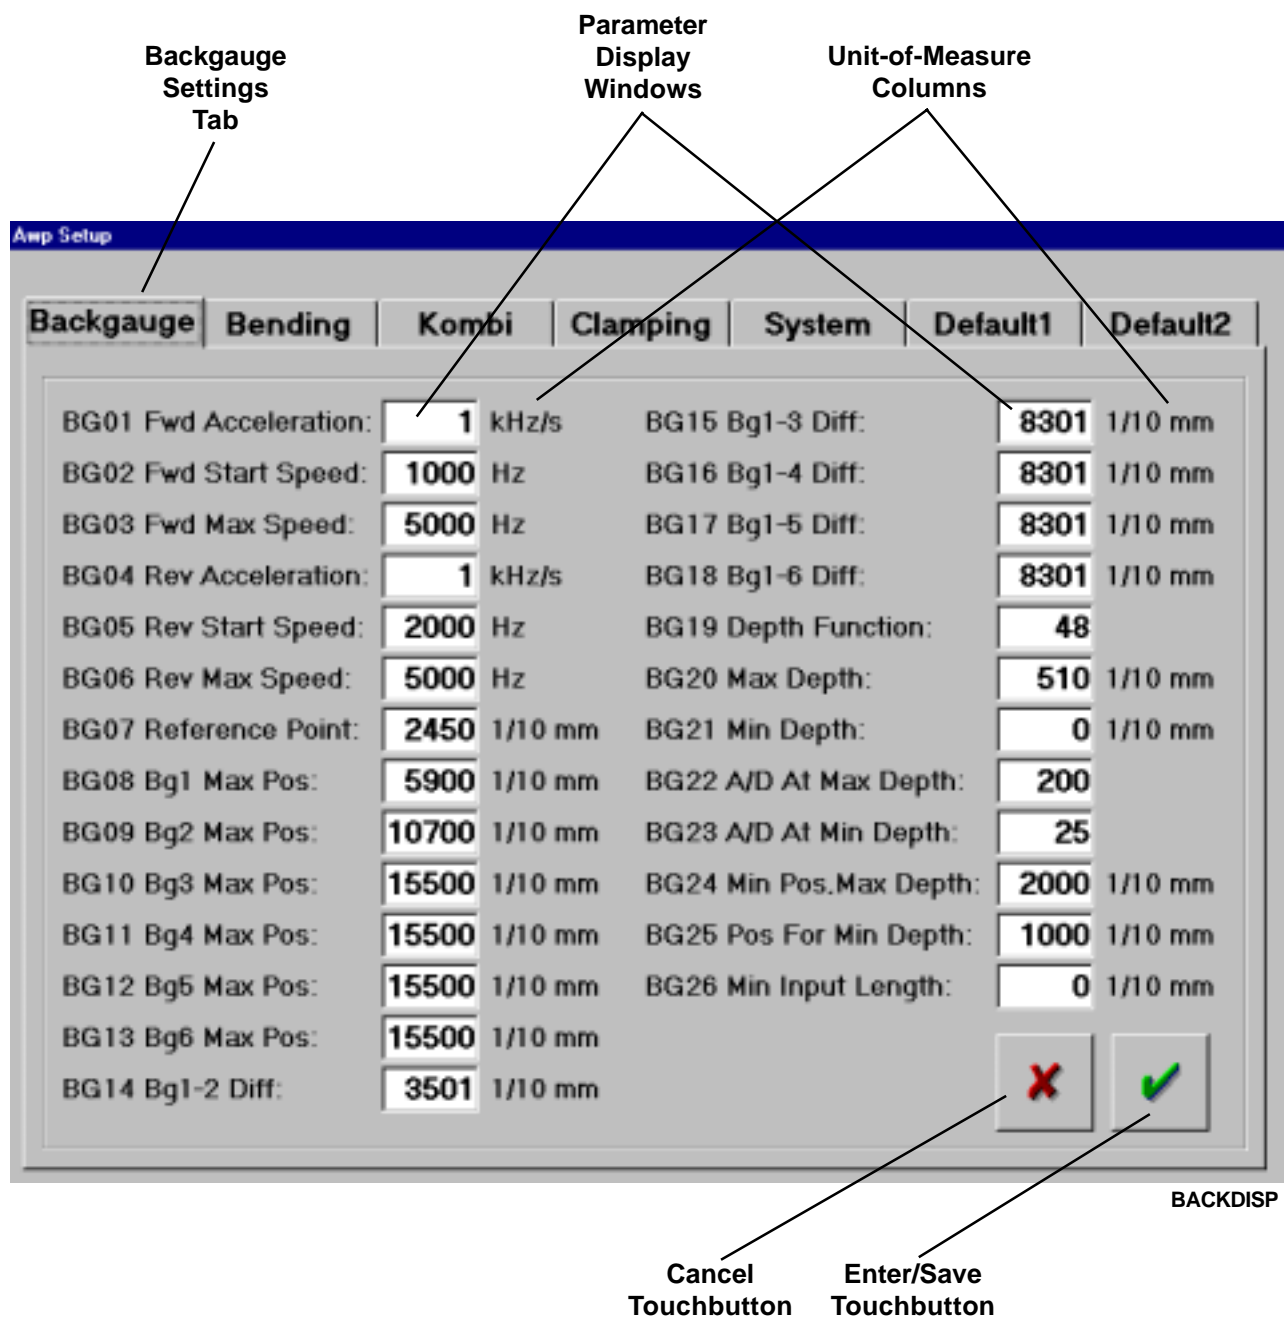 Backgauge
Settings
Tab
Parameter
Display
Windows
Unit-of-Measure
Columns
Awp Setup
Backgauge Bending Kombi Clamping System Default1 Default2
BG01 Fwd Acceleration: 1 kHz/s
BG02 Fwd Start Speed: 1000 Hz
BG03 Fwd Max Speed: 5000 Hz
BG04 Rev Acceleration: 1 kHz/s
BG05 Rev Start Speed: 2000 Hz
BG06 Rev Max Speed: 5000 Hz
BG07 Reference Point: 2450 1/10 mm
BG08 Bg1 Max Pos: 5900 1/10 mm
BG09 Bg2 Max Pos: 10700 1/10 mm
BG10 Bg3 Max Pos: 15500 1/10 mm
BG11 Bg4 Max Pos: 15500 1/10 mm
BG12 Bg5 Max Pos: 15500 1/10 mm
BG13 Bg6 Max Pos: 15500 1/10 mm
BG14 Bg1-2 Diff: 3501 1/10 mm
BG15 Bg1-3 Diff: 8301 1/10 mm
BG16 Bg1-4 Diff: 8301 1/10 mm
BG17 Bg1-5 Diff: 8301 1/10 mm
BG18 Bg1-6 Diff: 8301 1/10 mm
BG19 Depth Function: 48
BG20 Max Depth: 510 1/10 mm
BG21 Min Depth: 0 1/10 mm
BG22 A/D At Max Depth: 200
BG23 A/D At Min Depth: 25
BG24 Min Pos.Max Depth: 2000 1/10 mm
BG25 Pos For Min Depth: 1000 1/10 mm
BG26 Min Input Length: 0 1/10 mm
BACKDISP
Cancel
Touchbutton
Enter/Save
Touchbutton